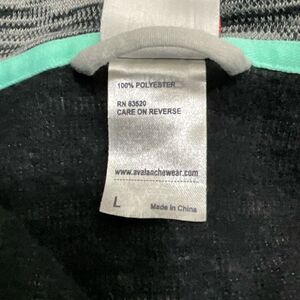 100% POLYESTER
RN 83520
CARE ON REVERSE
www.avalanchewear.com
L
Made in China